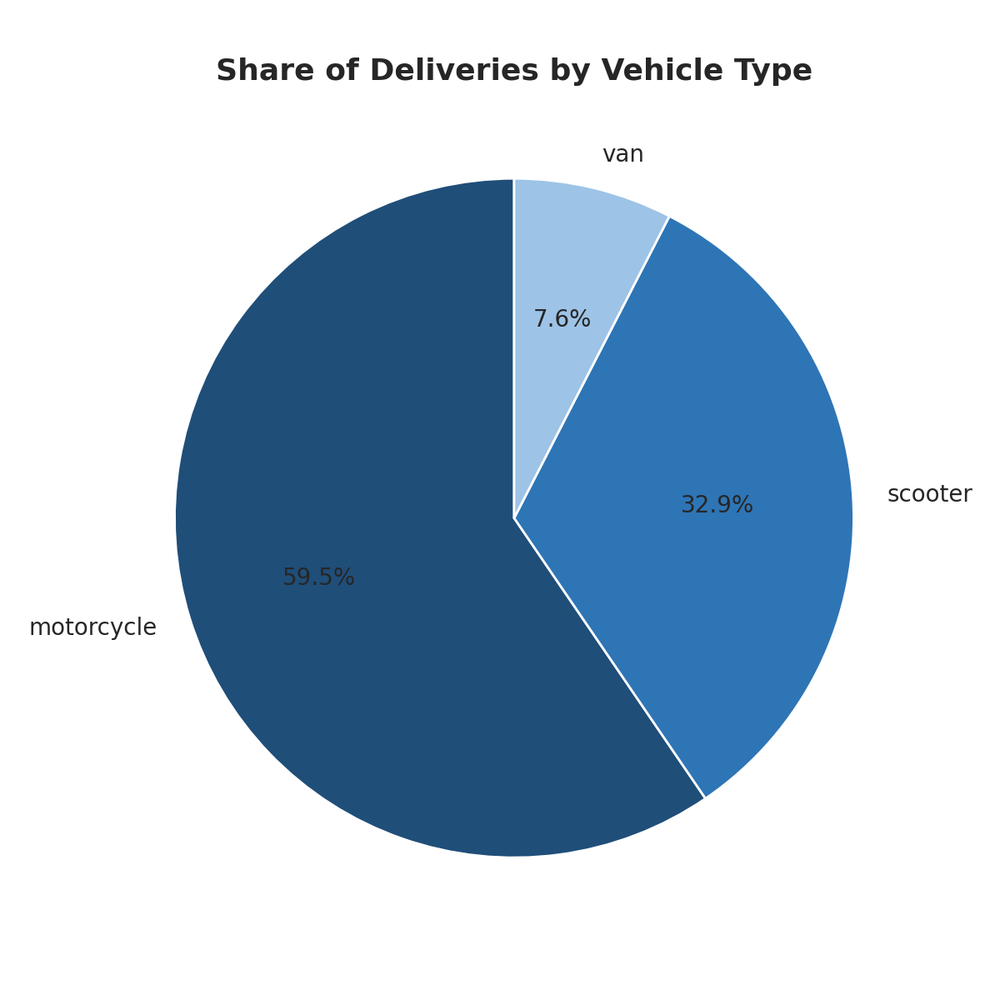 Share of Deliveries by Vehicle Type
van
7.6%
scooter
32.9%
59.5%
motorcycle